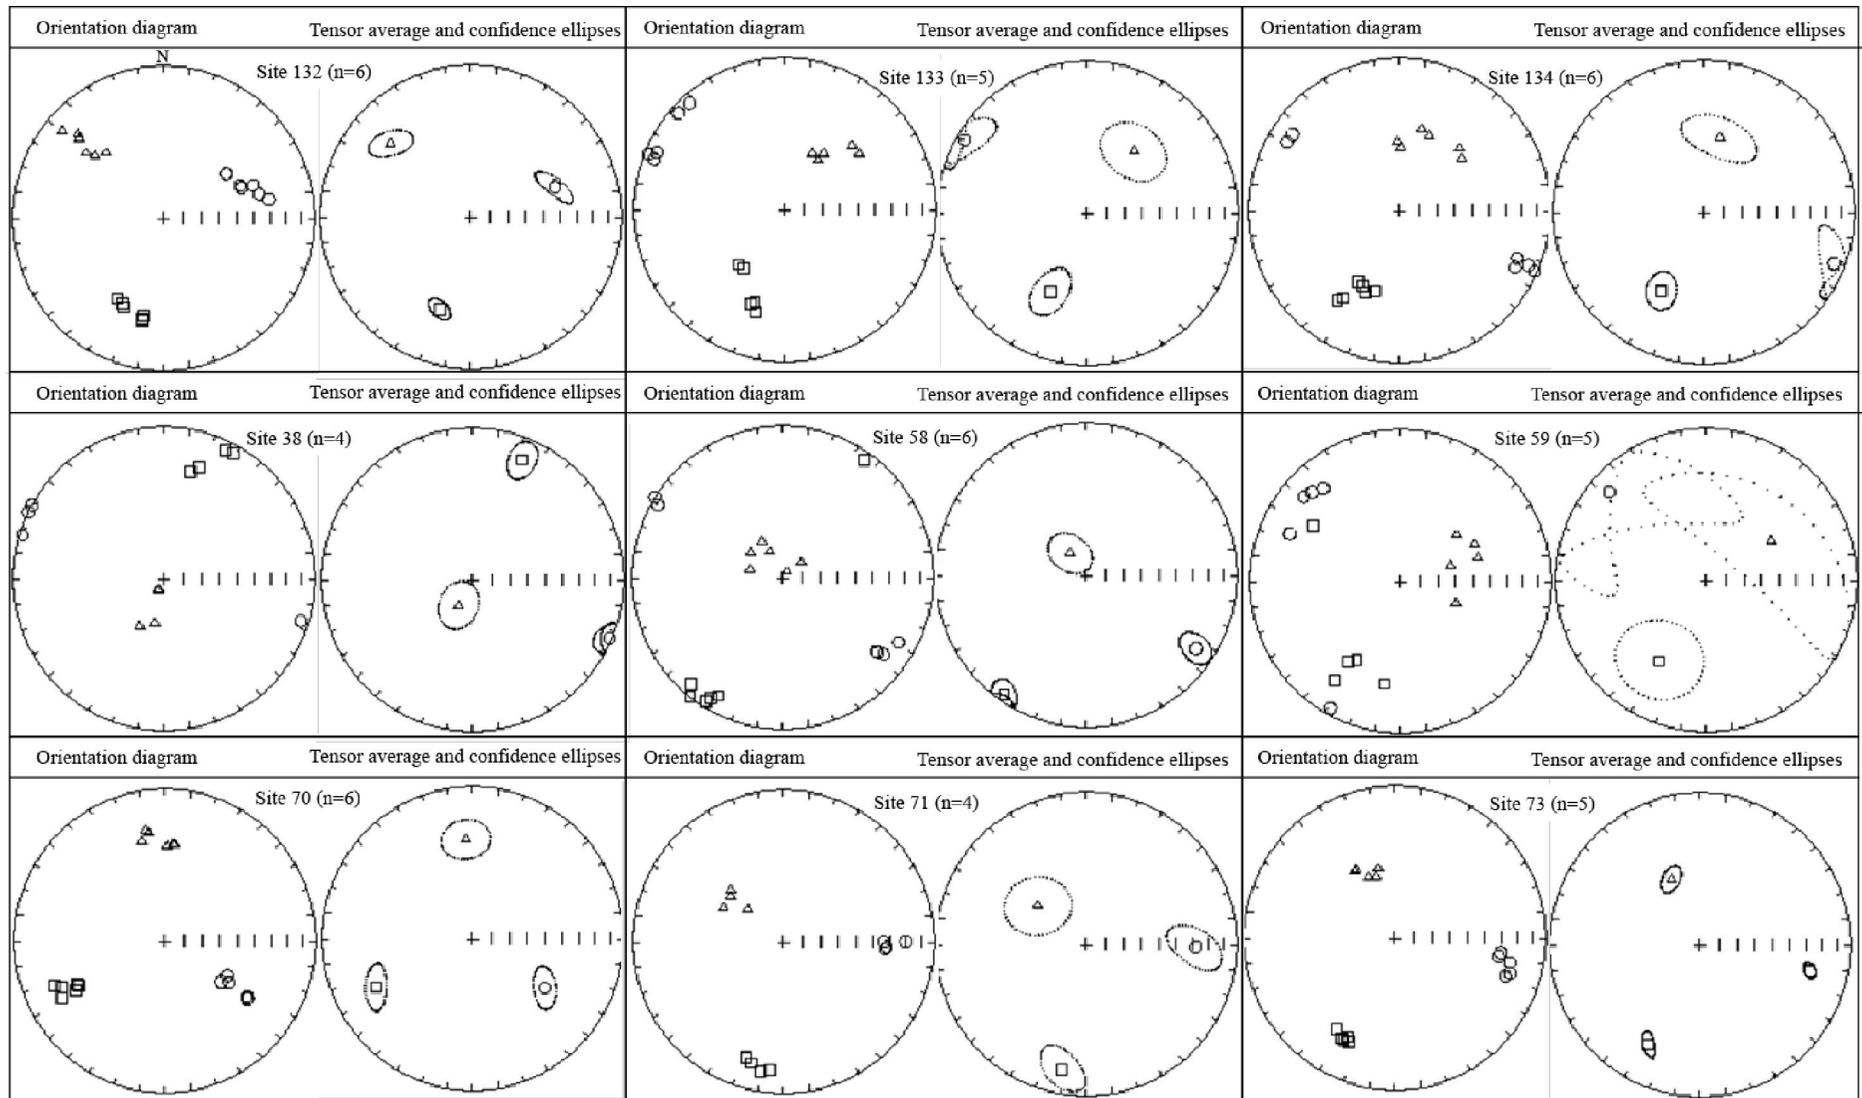 Orientation diagram
Tensor average and confidence ellipses
Orientation diagram
Tensor average and confidence ellipses
Orientation diagram
Tensor average and confidence ellipses
N
Site 132 (n=6)
Site 133 (n=5)
Site 134 (n=6)
Orientation diagram
Tensor average and confidence ellipses
Orientation diagram
Tensor average and confidence ellipses
Orientation diagram
Tensor average and confidence ellipses
Site 38 (n=4)
Site 58 (n=6)
Site 59 (n=5)
Orientation diagram
Tensor average and confidence ellipses
Orientation diagram
Tensor average and confidence ellipses
Orientation diagram
Tensor average and confidence ellipses
Site 70 (n=6)
Site 71 (n=4)
Site 73 (n=5)